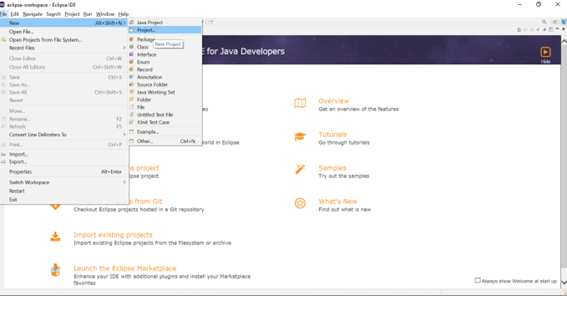 eclipse-workspace - Eclipse IDE
File Edit Navigate Search Project Run Window Help
New Alt+Shift+N
Open File...
Open Projects from File System...
Recent Files
Close Editor Ctrl+W
Close All Editors Ctrl+Shift+W
Save Ctrl+S
Save As...
Save All Ctrl+Shift+S
Revert
Move...
Rename... F2
Refresh F5
Convert Line Delimiters To
Print... Ctrl+P
Import...
Export...
Properties Alt+Enter
Switch Workspace
Restart
Exit
Java Project
Project...
Package
Class
New Project
Interface
Enum
Record
Annotation
Source Folder
Java Working Set
Folder
File
Untitled Text File
JUnit Test Case
Example...
Other... Ctrl+N
E for Java Developers
Hide
Overview
Get an overview of the features
Tutorials
Go through tutorials
Samples
Try out the samples
What's New
Find out what is new
orld in Eclipse
a project
pse project
s from Git
Checkout Eclipse projects hosted in a Git repository
Import existing projects
Import existing Eclipse projects from the filesystem or archive
Launch the Eclipse Marketplace
Enhance your IDE with additional plugins and install your Marketplace
favorites
Always show Welcome at start up